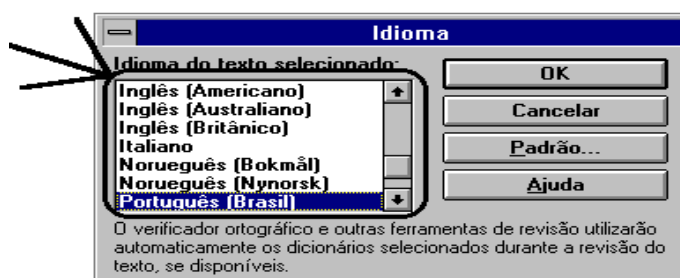 Idioma
Idioma do texto selecionado:
Inglês (Americano)
Inglês (Australiano)
Inglês (Britânico)
Italiano
Norueguês (Bokmål)
Norueguês (Nynorsk)
Português (Brasil)
OK
Cancelar
Padrão...
Ajuda
O verificador ortográfico e outras ferramentas de revisão utilizarão
automaticamente os dicionários selecionados durante a revisão do
texto, se disponíveis.